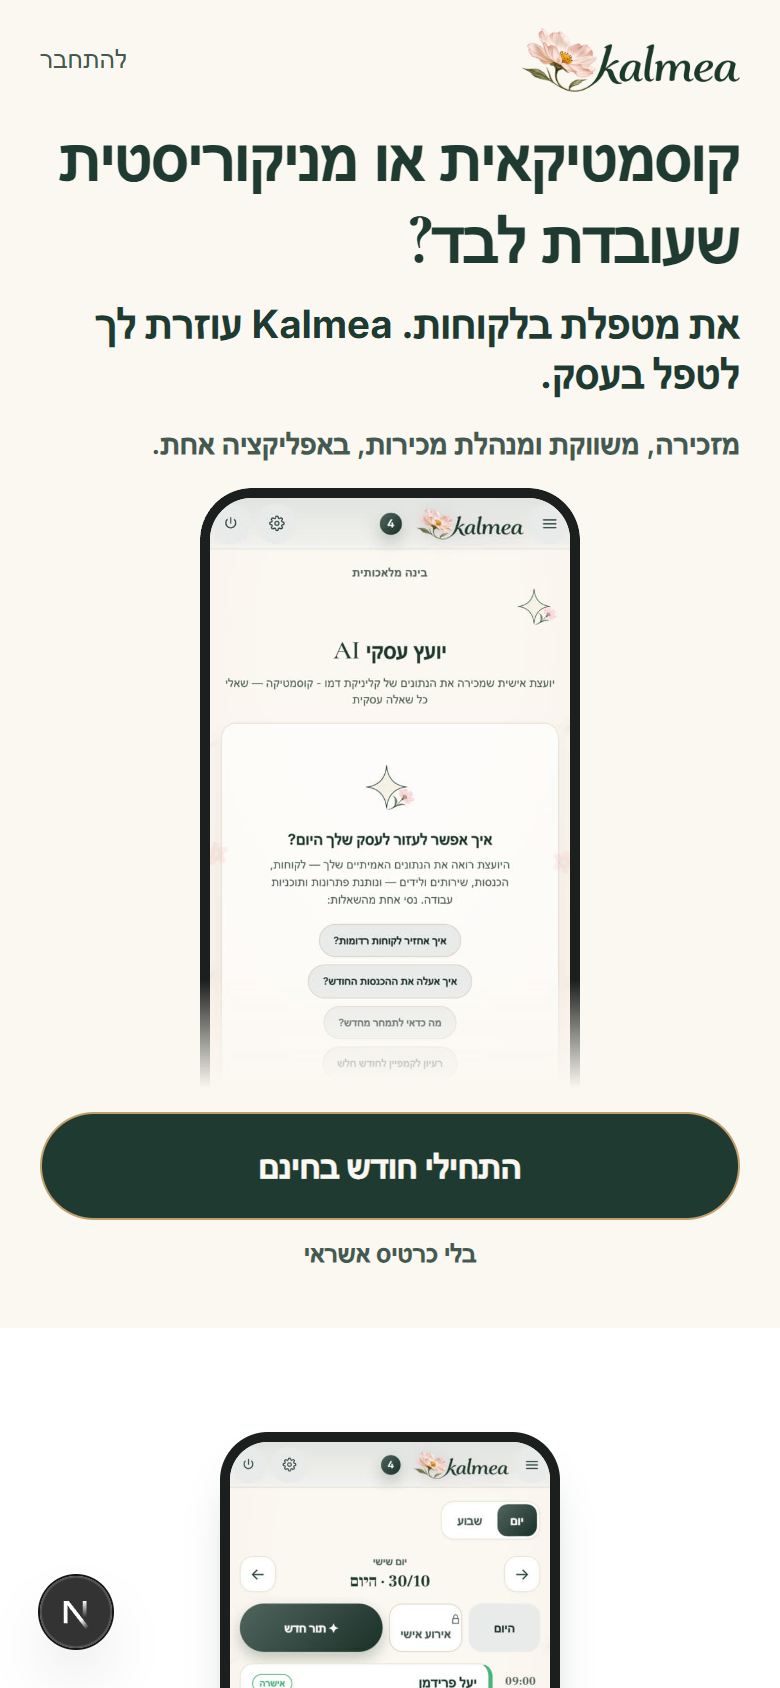 kalmea
להתחבר
קוסמטיקאית או מניקוריסטית
שעובדת לבד?
את מטפלת בלקוחות. Kalmea עוזרת לך
לטפל בעסק.
מזכירה, משווקת ומנהלת מכירות, באפליקציה אחת.
kalmea
4
בינה מלאכותית
יועץ עסקי AI
יועצת אישית שמכירה את הנתונים של קליניקת דמו - קוסמטיקה — שאלי
כל שאלה עסקית
איך אפשר לעזור לעסק שלך היום?
היועצת רואה את הנתונים האמיתיים שלך — לקוחות,
הכנסות, שירותים ולידים — ונותנת פתרונות ותוכניות
עבודה. נסי אחת מהשאלות:
איך אחזיר לקוחות רדומות?
איך אעלה את ההכנסות החודש?
מה כדאי לתמחר מחדש?
רעיון לקמפיין לחודש חלש
התחילי חודש בחינם
בלי כרטיס אשראי
kalmea
4
יום
שבוע
יום שישי
30/10 · היום
היום
אירוע אישי
תור חדש
09:00
יעל פרידמן
אישרה
N